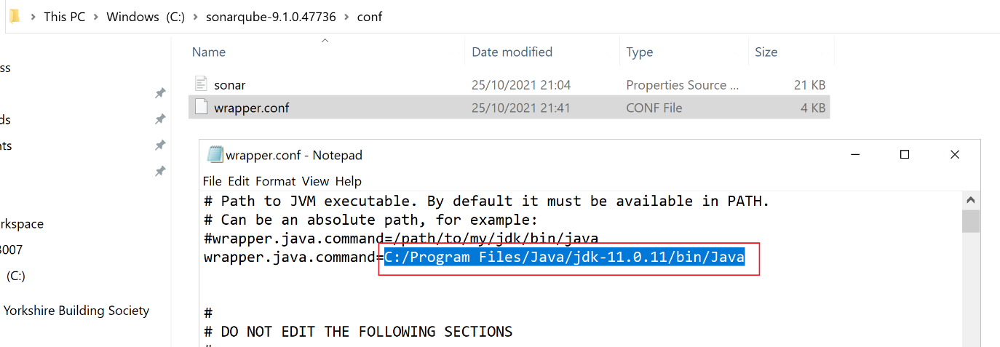 This PC > Windows (C:) > sonarqube-9.1.0.47736 > conf
Name Date modified Type Size
ss
sonar 25/10/2021 21:04 Properties Source ... 21 KB
wrapper.conf 25/10/2021 21:41 CONF File 4 KB
ds
nts
wrapper.conf - Notepad
File Edit Format View Help
# Path to JVM executable. By default it must be available in PATH.
# Can be an absolute path, for example:
#wrapper.java.command=/path/to/my/jdk/bin/java
wrapper.java.command=C:/Program Files/Java/jdk-11.0.11/bin/Java
#
# DO NOT EDIT THE FOLLOWING SECTIONS
#
rkspace
3007
(C:)
Yorkshire Building Society